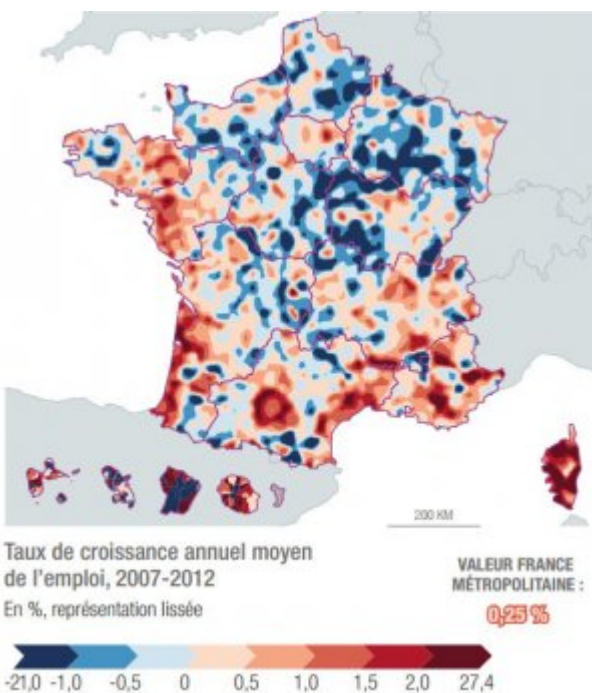 200 KM
Taux de croissance annuel moyen
de l'emploi, 2007-2012
En %, représentation lissée
VALEUR FRANCE
MÉTROPOLITAINE :
0,25 %
-21,0 -1,0 -0,5 0 0,5 1,0 1,5 2,0 27,4